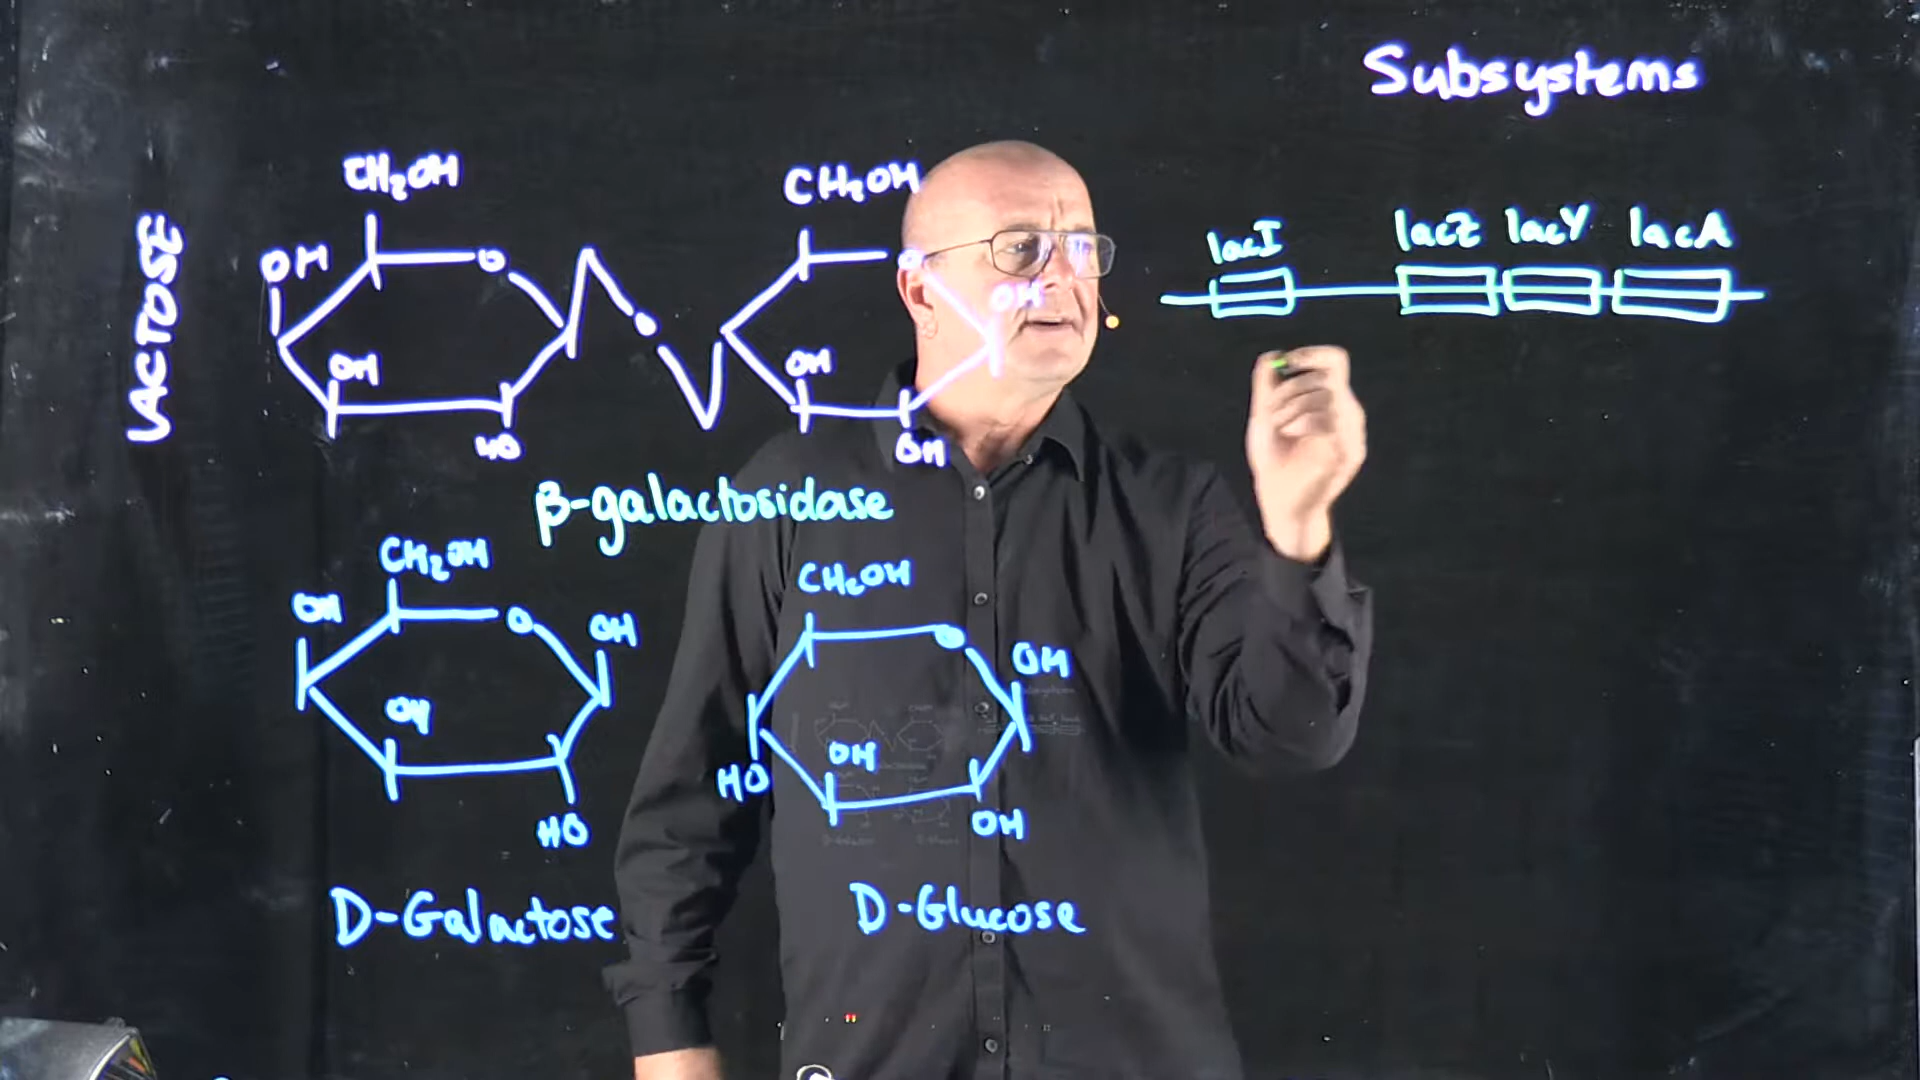 Subsystems
LACTOSE
CH₂OH
CH₂OH
OH
O
O
OH
O
OH
OH
HO
OH
lacI
lacZ lacY lacA
β-galactosidase
CH₂OH
OH
O
OH
OH
HO
CH₂OH
O
OH
HO
OH
OH
D-Galactose
D-Glucose